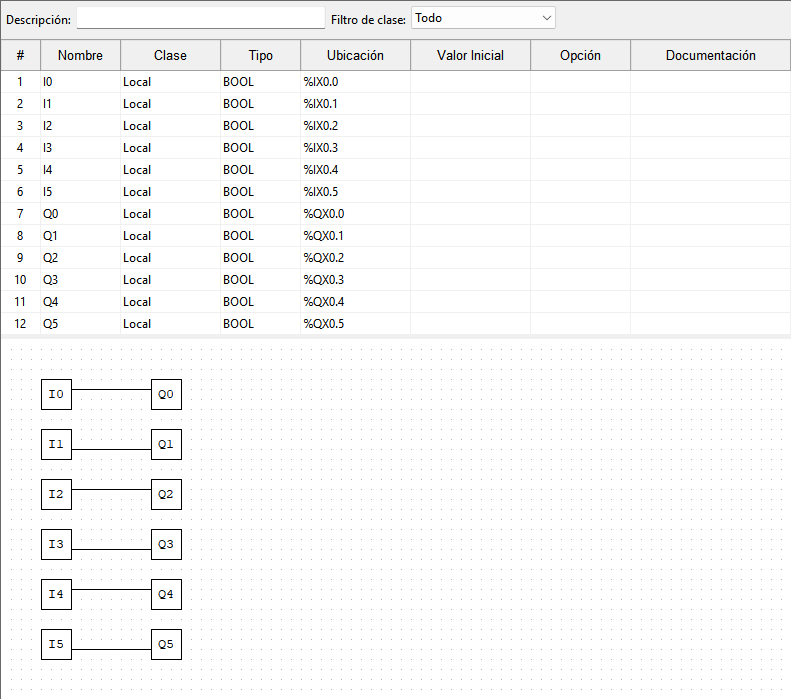 Descripción: Filtro de clase: Todo
# Nombre Clase Tipo Ubicación Valor Inicial Opción Documentación
1 I0 Local BOOL %IX0.0
2 I1 Local BOOL %IX0.1
3 I2 Local BOOL %IX0.2
4 I3 Local BOOL %IX0.3
5 I4 Local BOOL %IX0.4
6 I5 Local BOOL %IX0.5
7 Q0 Local BOOL %QX0.0
8 Q1 Local BOOL %QX0.1
9 Q2 Local BOOL %QX0.2
10 Q3 Local BOOL %QX0.3
11 Q4 Local BOOL %QX0.4
12 Q5 Local BOOL %QX0.5
I0 Q0
I1 Q1
I2 Q2
I3 Q3
I4 Q4
I5 Q5